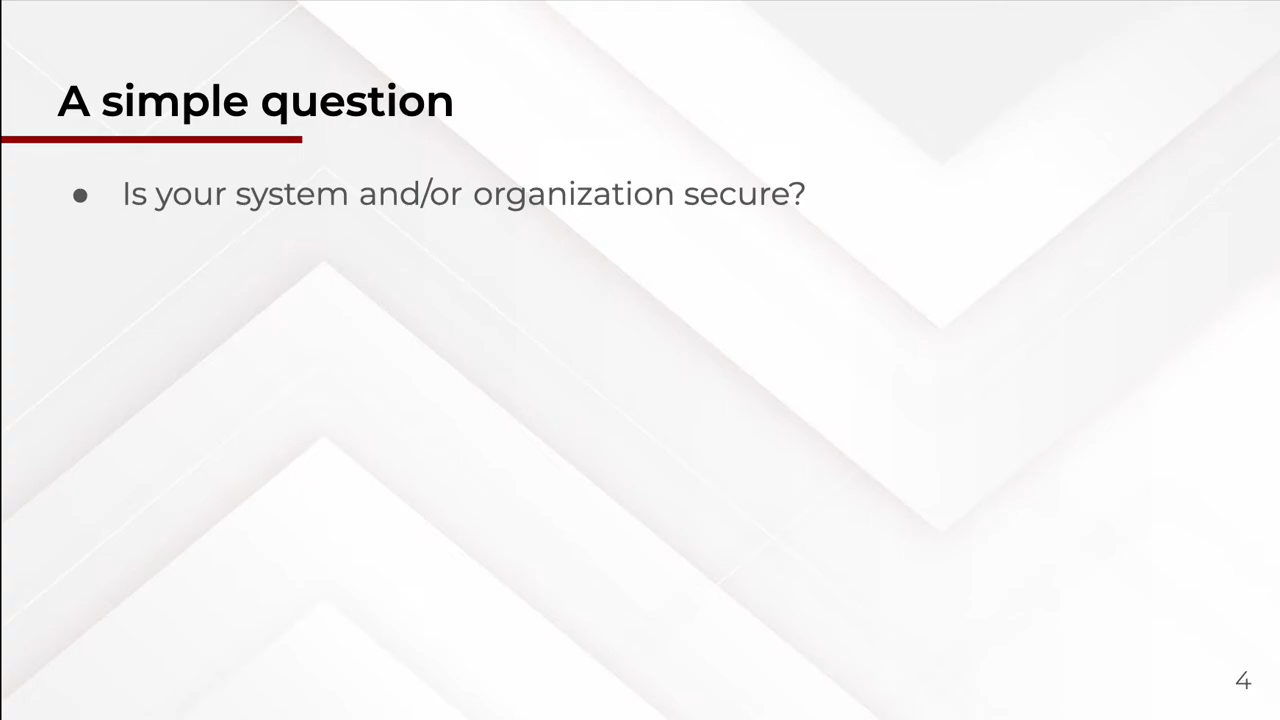 A simple question
● Is your system and/or organization secure?
4